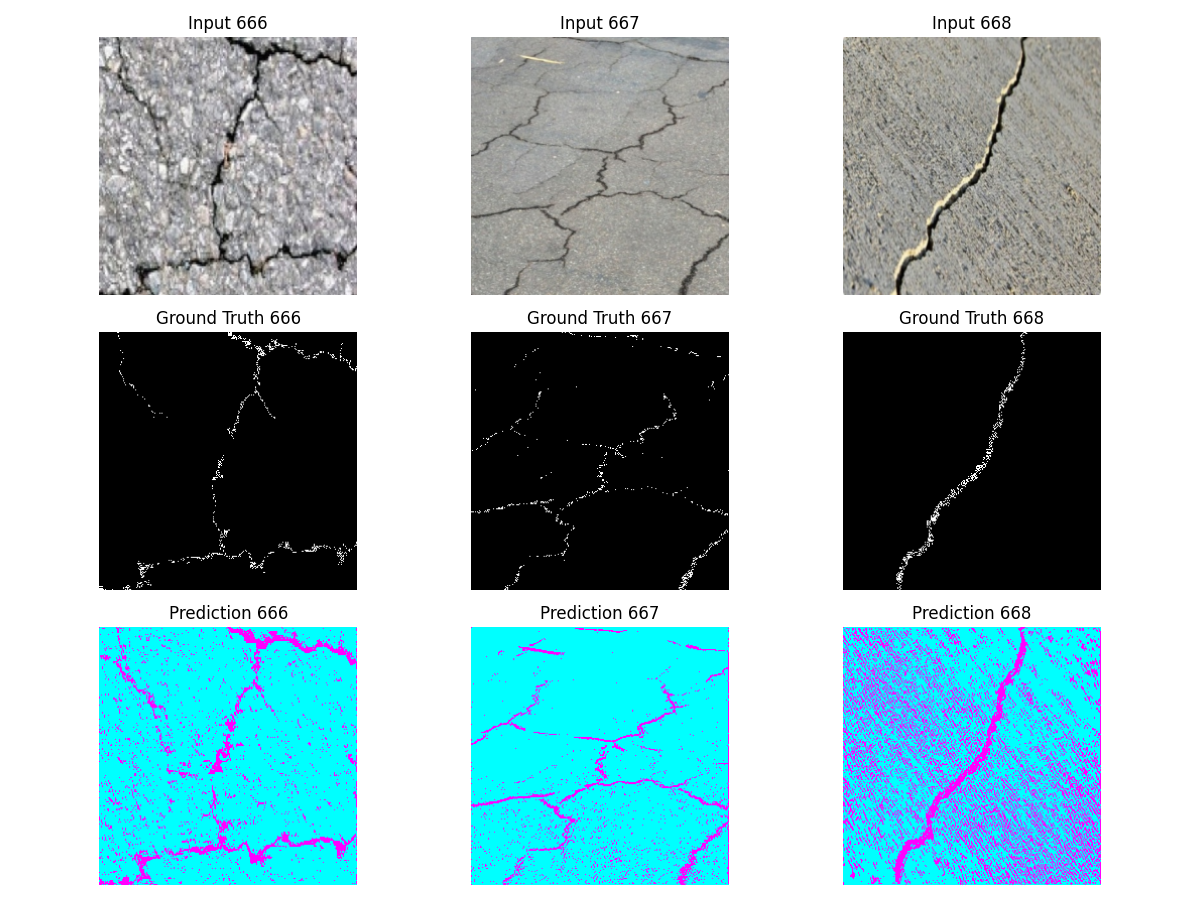 Input 666
Input 667
Input 668
Ground Truth 666
Ground Truth 667
Ground Truth 668
Prediction 666
Prediction 667
Prediction 668